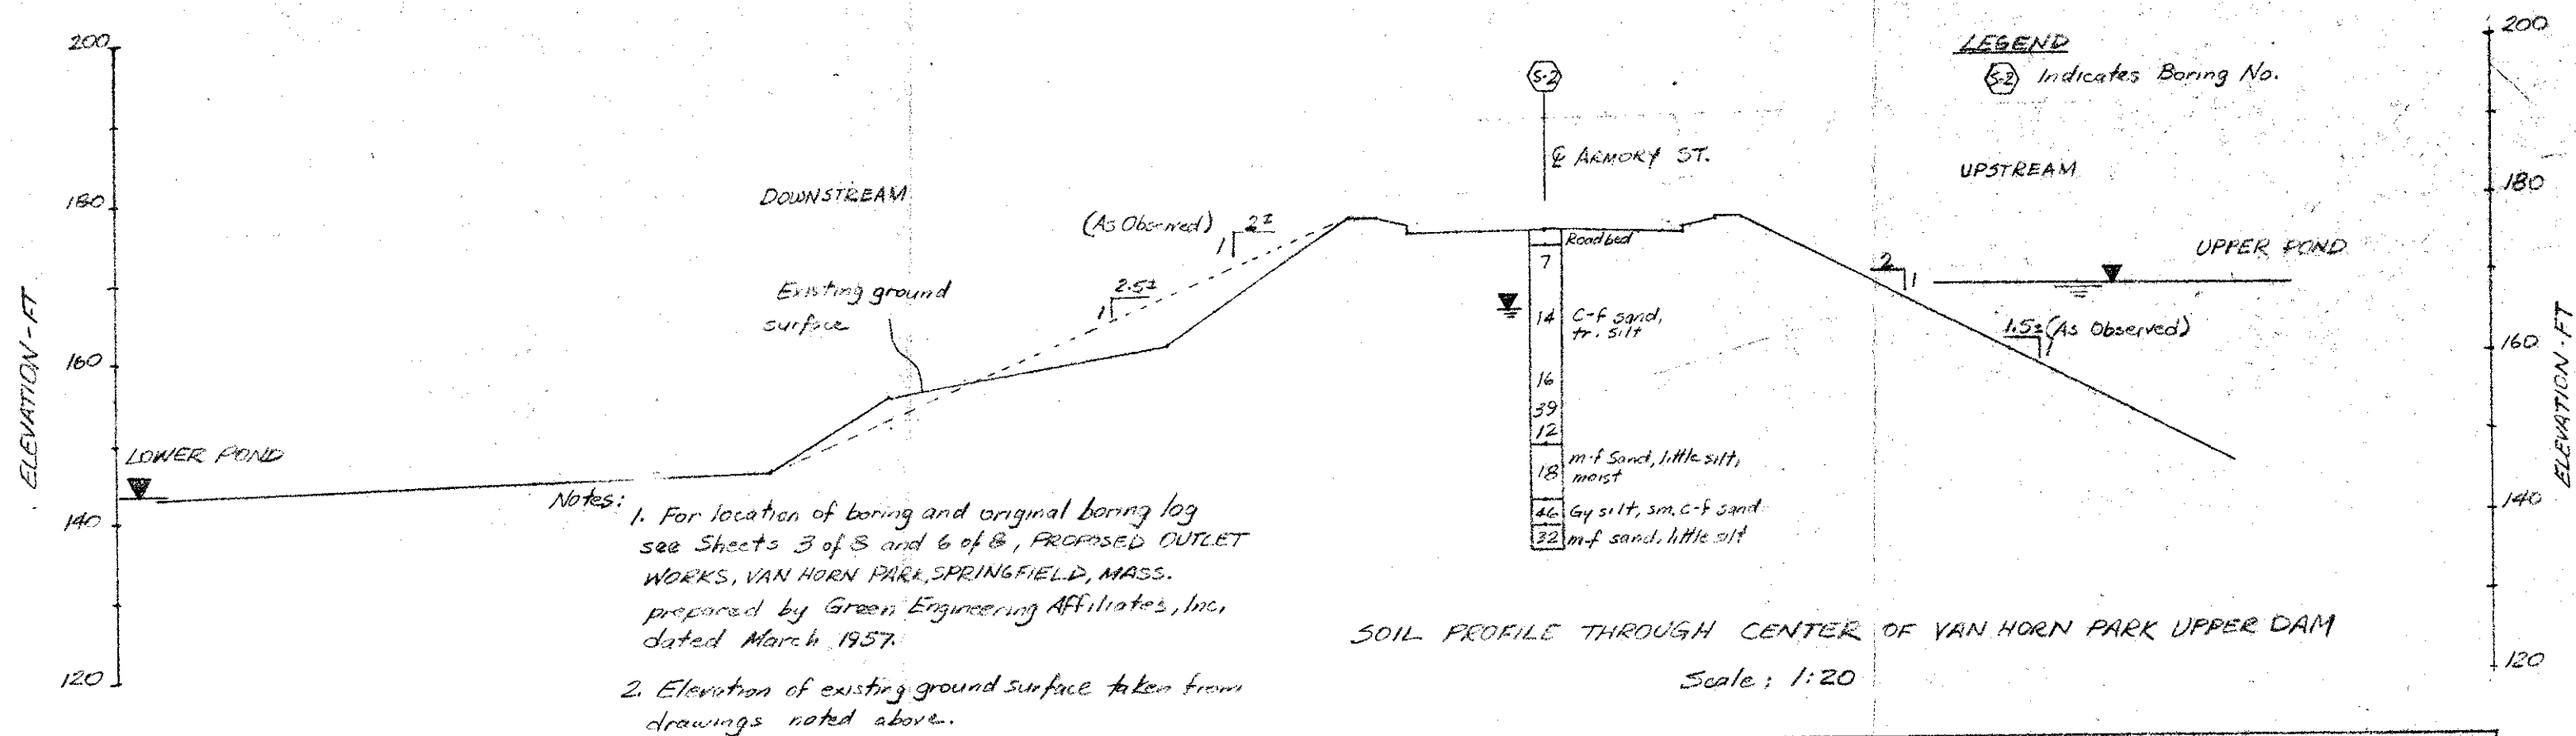 200
180
160
140
120
ELEVATION-FT
LOWER POND
DOWNSTREAM
Existing ground
surface
(As Observed)
2±
1
2.5±
1
S-2
℄ ARMORY ST.
Roadbed
7
14 C-f sand,
tr. silt
16
39
12
18 m-f Sand, little silt,
moist
46 Gy silt, sm. c-f sand
32 m-f sand, little silt
LEGEND
S-2 Indicates Boring No.
UPSTREAM
UPPER POND
2
1
1.5± (As Observed)
1
200
180
160
140
120
ELEVATION-FT
Notes:
1. For location of boring and original boring log
see Sheets 3 of 8 and 6 of 8, PROPOSED OUTLET
WORKS, VAN HORN PARK, SPRINGFIELD, MASS.
prepared by Green Engineering Affiliates, Inc,
dated March 1957.
2. Elevation of existing ground surface taken from
drawings noted above.
SOIL PROFILE THROUGH CENTER OF VAN HORN PARK UPPER DAM
Scale: 1:20